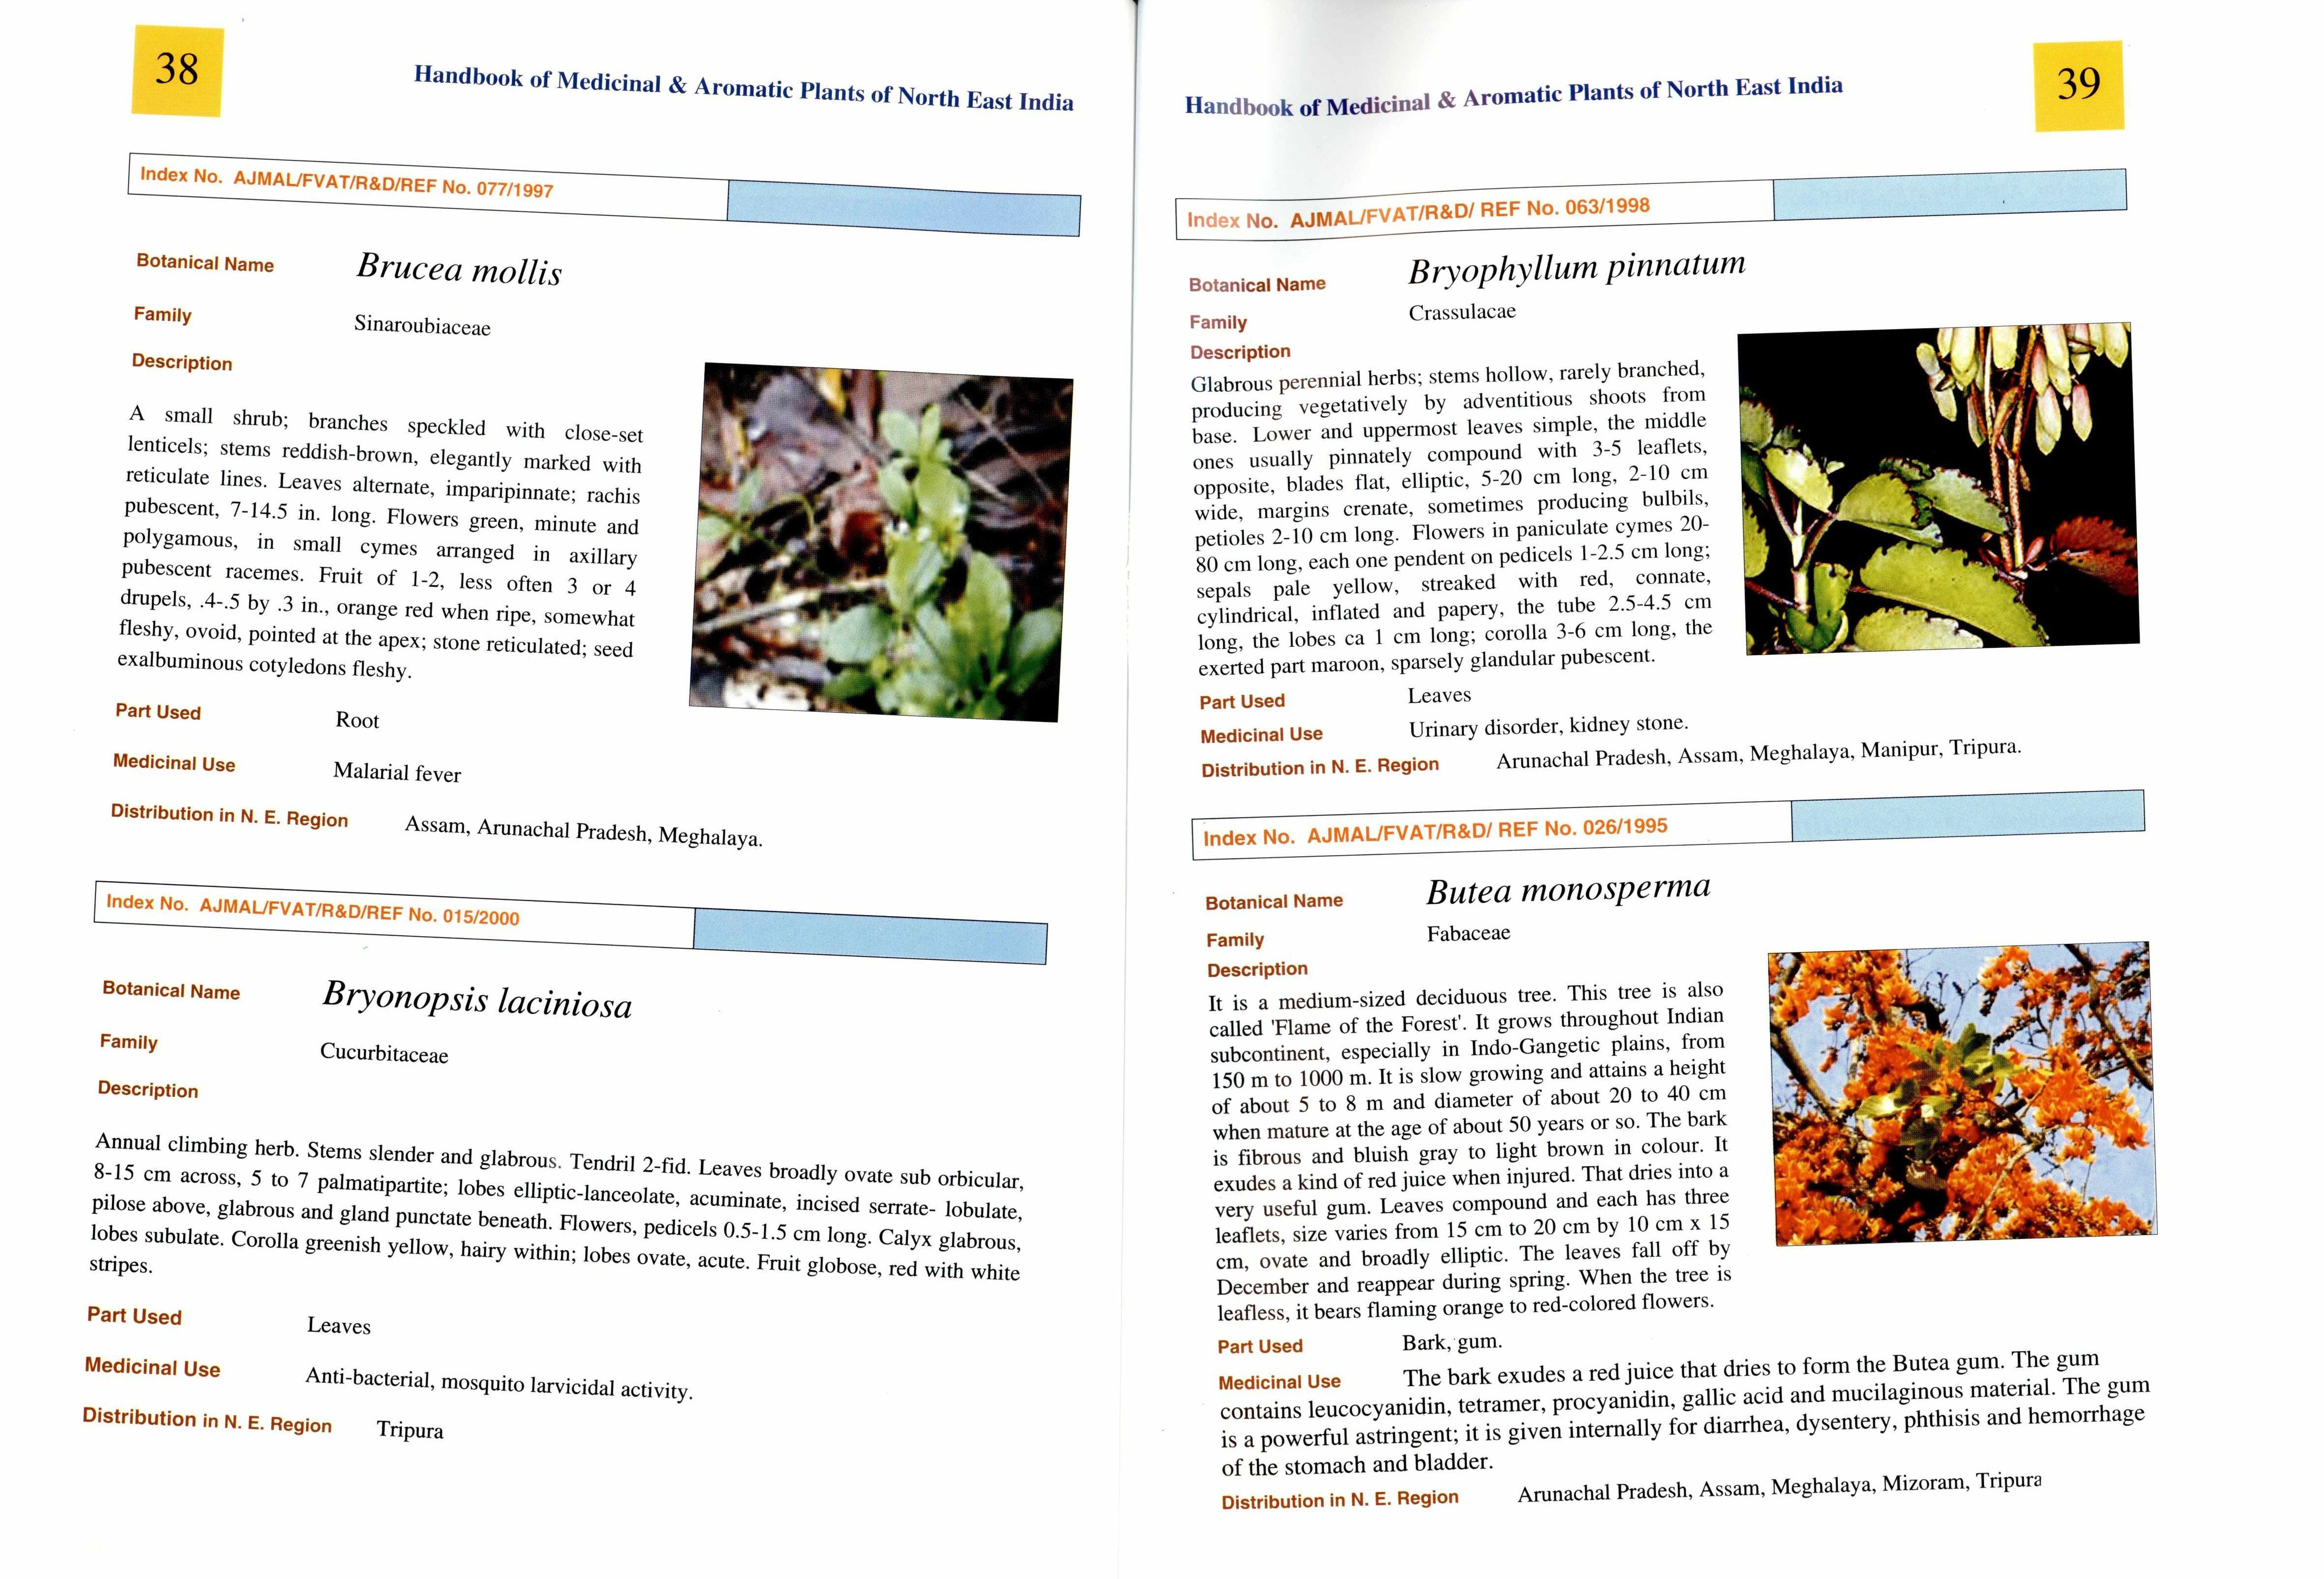 38
Handbook of Medicinal & Aromatic Plants of North East India
Index No. AJMAL/FVAT/R&D/REF No. 077/1997
Botanical Name Brucea mollis
Family Sinaroubiaceae
Description
A small shrub; branches speckled with close-set
lenticels; stems reddish-brown, elegantly marked with
reticulate lines. Leaves alternate, imparipinnate; rachis
pubescent, 7-14.5 in. long. Flowers green, minute and
polygamous, in small cymes arranged in axillary
pubescent racemes. Fruit of 1-2, less often 3 or 4
drupels, .4-.5 by .3 in., orange red when ripe, somewhat
fleshy, ovoid, pointed at the apex; stone reticulated; seed
exalbuminous cotyledons fleshy.
Part Used Root
Medicinal Use Malarial fever
Distribution in N. E. Region Assam, Arunachal Pradesh, Meghalaya.
Index No. AJMAL/FVAT/R&D/REF No. 015/2000
Botanical Name Bryonopsis laciniosa
Family Cucurbitaceae
Description
Annual climbing herb. Stems slender and glabrous. Tendril 2-fid. Leaves broadly ovate sub orbicular,
8-15 cm across, 5 to 7 palmatipartite; lobes elliptic-lanceolate, acuminate, incised serrate- lobulate,
pilose above, glabrous and gland punctate beneath. Flowers, pedicels 0.5-1.5 cm long. Calyx glabrous,
lobes subulate. Corolla greenish yellow, hairy within; lobes ovate, acute. Fruit globose, red with white
stripes.
Part Used Leaves
Medicinal Use Anti-bacterial, mosquito larvicidal activity.
Distribution in N. E. Region Tripura
Handbook of Medicinal & Aromatic Plants of North East India
39
Index No. AJMAL/FVAT/R&D/ REF No. 063/1998
Botanical Name Bryophyllum pinnatum
Family Crassulacae
Description
Glabrous perennial herbs; stems hollow, rarely branched,
producing vegetatively by adventitious shoots from
base. Lower and uppermost leaves simple, the middle
ones usually pinnately compound with 3-5 leaflets,
opposite, blades flat, elliptic, 5-20 cm long, 2-10 cm
wide, margins crenate, sometimes producing bulbils,
petioles 2-10 cm long. Flowers in paniculate cymes 20-
80 cm long, each one pendent on pedicels 1-2.5 cm long;
sepals pale yellow, streaked with red, connate,
cylindrical, inflated and papery, the tube 2.5-4.5 cm
long, the lobes ca 1 cm long; corolla 3-6 cm long, the
exerted part maroon, sparsely glandular pubescent.
Part Used Leaves
Medicinal Use Urinary disorder, kidney stone.
Distribution in N. E. Region Arunachal Pradesh, Assam, Meghalaya, Manipur, Tripura.
Index No. AJMAL/FVAT/R&D/ REF No. 026/1995
Botanical Name Butea monosperma
Family Fabaceae
Description
It is a medium-sized deciduous tree. This tree is also
called 'Flame of the Forest'. It grows throughout Indian
subcontinent, especially in Indo-Gangetic plains, from
150 m to 1000 m. It is slow growing and attains a height
of about 5 to 8 m and diameter of about 20 to 40 cm
when mature at the age of about 50 years or so. The bark
is fibrous and bluish gray to light brown in colour. It
exudes a kind of red juice when injured. That dries into a
very useful gum. Leaves compound and each has three
leaflets, size varies from 15 cm to 20 cm by 10 cm x 15
cm, ovate and broadly elliptic. The leaves fall off by
December and reappear during spring. When the tree is
leafless, it bears flaming orange to red-colored flowers.
Part Used Bark, gum.
Medicinal Use The bark exudes a red juice that dries to form the Butea gum. The gum
contains leucocyanidin, tetramer, procyanidin, gallic acid and mucilaginous material. The gum
is a powerful astringent; it is given internally for diarrhea, dysentery, phthisis and hemorrhage
of the stomach and bladder.
Distribution in N. E. Region Arunachal Pradesh, Assam, Meghalaya, Mizoram, Tripura